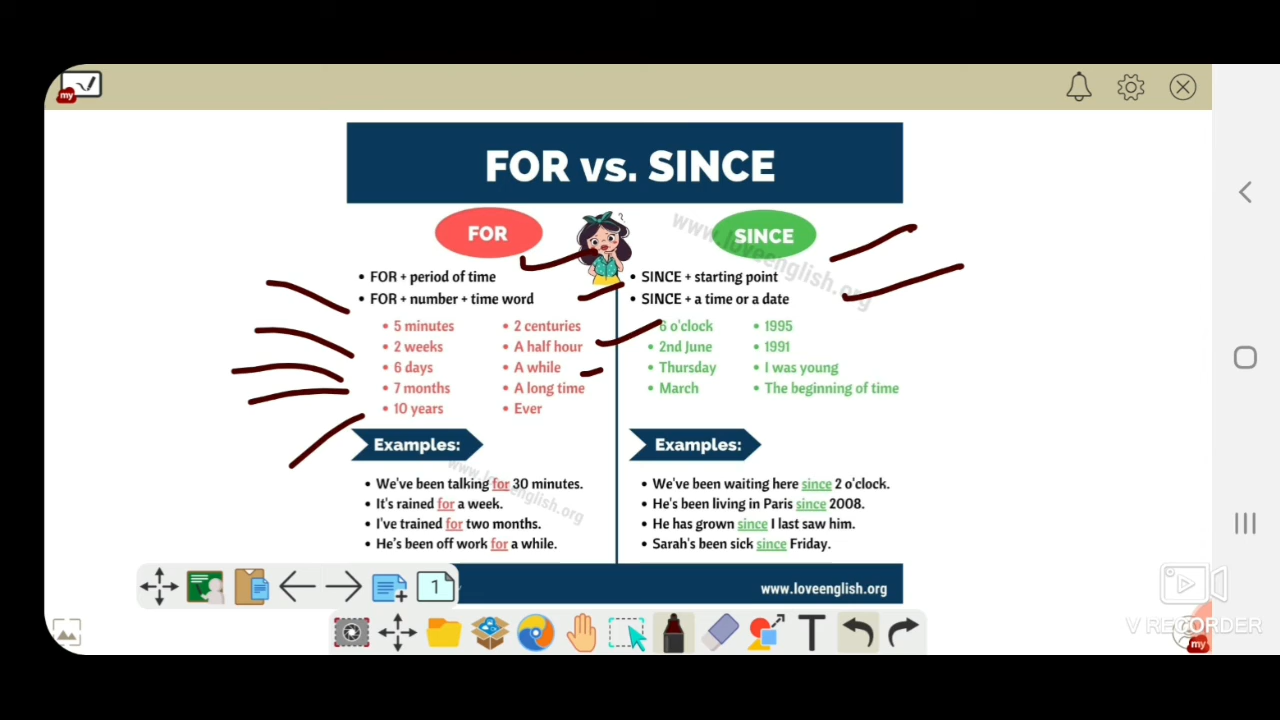 my
FOR vs. SINCE
FOR
• FOR + period of time
• FOR + number + time word
• 5 minutes
• 2 weeks
• 6 days
• 7 months
• 10 years
• 2 centuries
• A half hour
• A while
• A long time
• Ever
Examples:
• We've been talking for 30 minutes.
• It's rained for a week.
• I've trained for two months.
• He's been off work for a while.
?
SINCE
• SINCE + starting point
• SINCE + a time or a date
6 o'clock
• 2nd June
• Thursday
• March
• 1995
• 1991
• I was young
• The beginning of time
Examples:
• We've been waiting here since 2 o'clock.
• He's been living in Paris since 2008.
• He has grown since I last saw him.
• Sarah's been sick since Friday.
www.loveenglish.org
www.loveenglish.org
www.loveenglish.org
1
T
V RECORDER
my